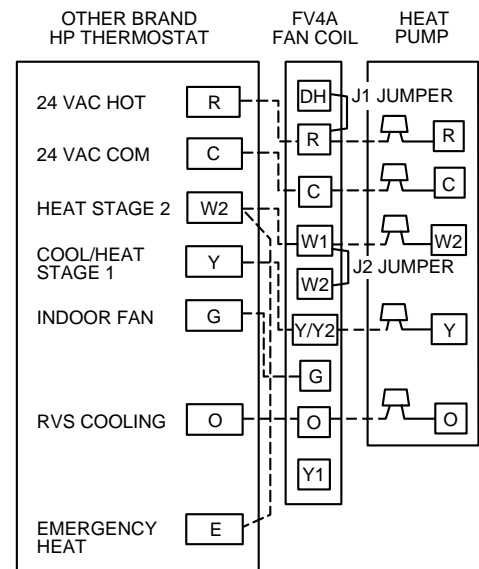 OTHER BRAND
HP THERMOSTAT
FV4A
FAN COIL
HEAT
PUMP
24 VAC HOT
R
DH
J1 JUMPER
R
R
24 VAC COM
C
C
C
HEAT STAGE 2
W2
W1
W2
COOL/HEAT
STAGE 1
Y
W2
J2 JUMPER
INDOOR FAN
G
Y/Y2
Y
G
RVS COOLING
O
O
O
Y1
EMERGENCY
HEAT
E